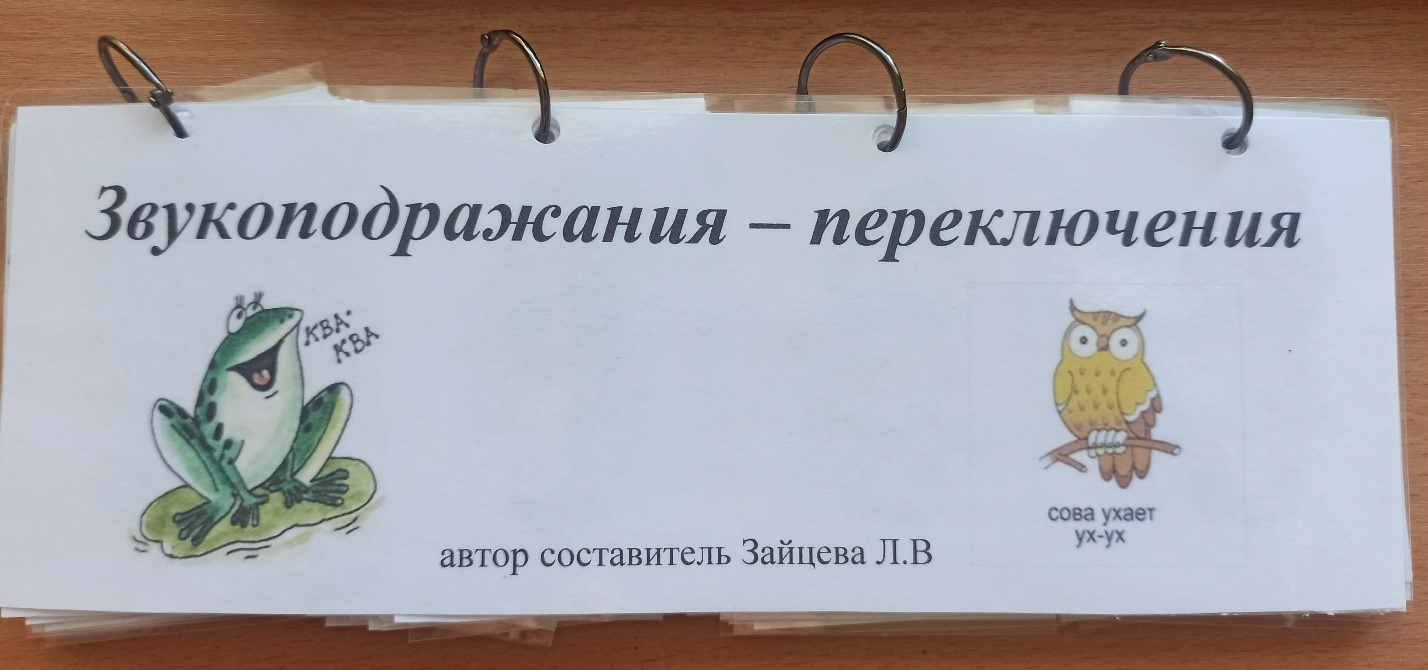 Звукоподражания – переключения
КВА-
КВА
сова ухает
ух-ух
автор составитель Зайцева Л.В